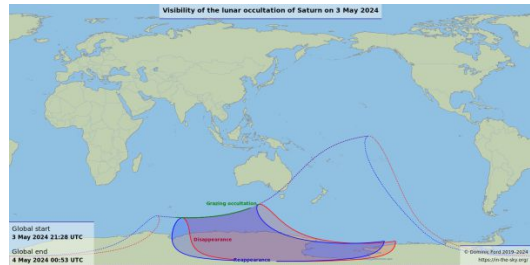 Visibility of the lunar occultation of Saturn on 3 May 2024
Grazing occultation
Disappearance
Reappearance
Global start
3 May 2024 21:28 UTC
Global end
4 May 2024 00:53 UTC
© Dominic Ford 2019–2024
https://in-the-sky.org/